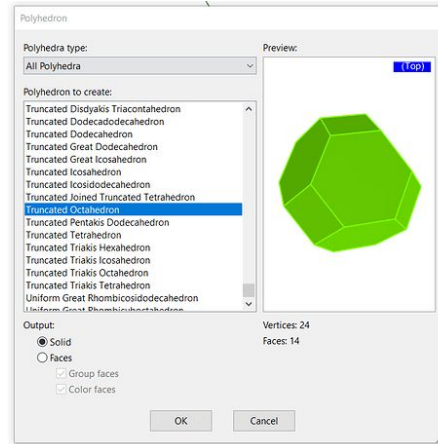 Polyhedron
Polyhedra type:
All Polyhedra
Polyhedron to create:
Truncated Disdyakis Triacontahedron
Truncated Dodecadodecahedron
Truncated Dodecahedron
Truncated Great Dodecahedron
Truncated Great Icosahedron
Truncated Icosahedron
Truncated Icosidodecahedron
Truncated Joined Truncated Tetrahedron
Truncated Octahedron
Truncated Pentakis Dodecahedron
Truncated Tetrahedron
Truncated Triakis Hexahedron
Truncated Triakis Icosahedron
Truncated Triakis Octahedron
Truncated Triakis Tetrahedron
Uniform Great Rhombicosidodecahedron
Uniform Great Rhombicuboctahedron
Output:
Solid
Faces
Group faces
Color faces
Preview:
(Top)
Vertices: 24
Faces: 14
OK
Cancel